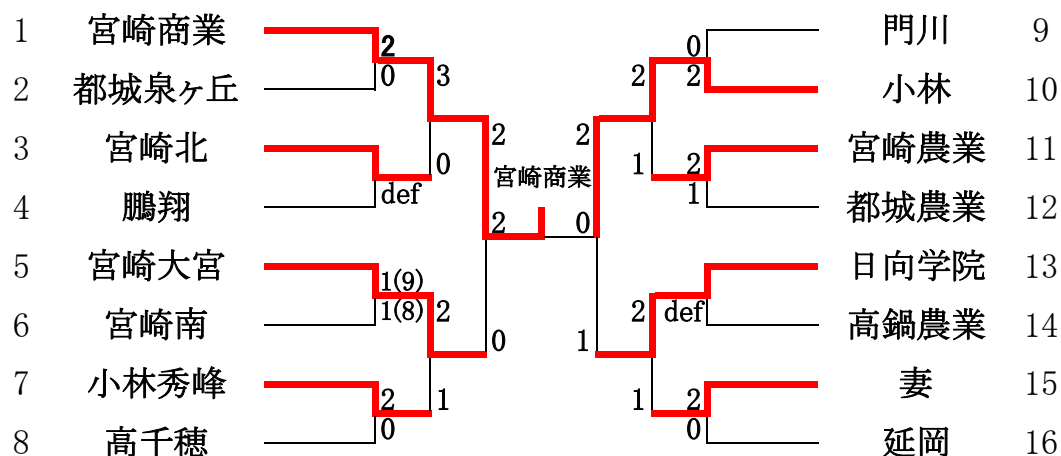 1 宮崎商業 2 0 門川 9
2 都城泉ヶ丘 0 3 2 2 小林 10
3 宮崎北 0 2 2 1 2 宮崎農業 11
宮崎商業
4 鵬翔 def 1 都城農業 12
2 0
5 宮崎大宮 1(9) 日向学院 13
6 宮崎南 1(8) 2 0 1 2 def 高鍋農業 14
7 小林秀峰 2 1 1 2 妻 15
8 高千穂 0 0 延岡 16